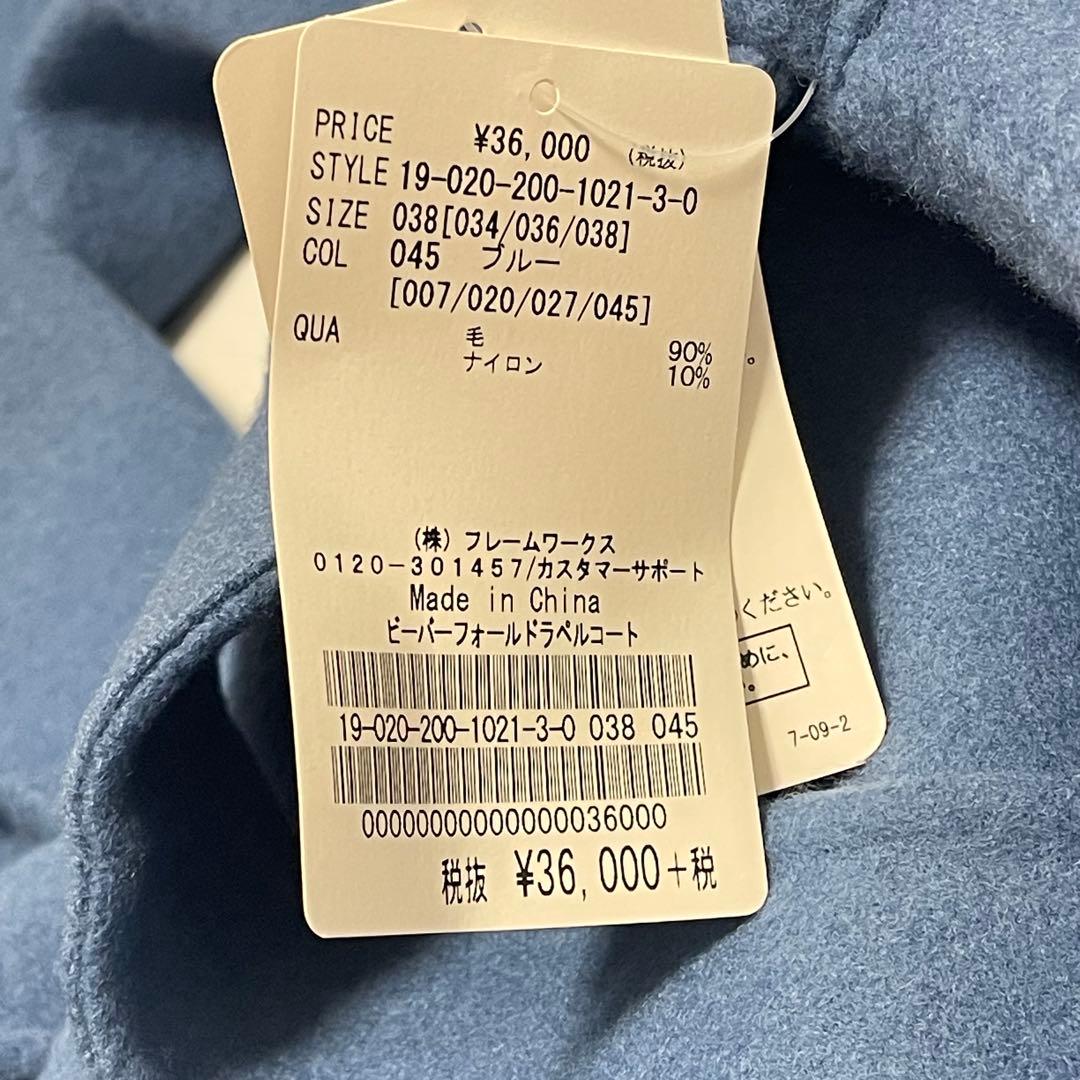 PRICE ¥36,000 (税抜)
STYLE 19-020-200-1021-3-0
SIZE 038[034/036/038]
COL 045 ブルー
[007/020/027/045]
QUA 毛 90%
ナイロン 10%
(株) フレームワークス
0120-301457/カスタマーサポート
Made in China
ビーバーフォールドラペルコート
19-020-200-1021-3-0 038 045
0000000000000000036000
税抜 ¥36,000+税
。
ください。
めに、
。
7-09-2